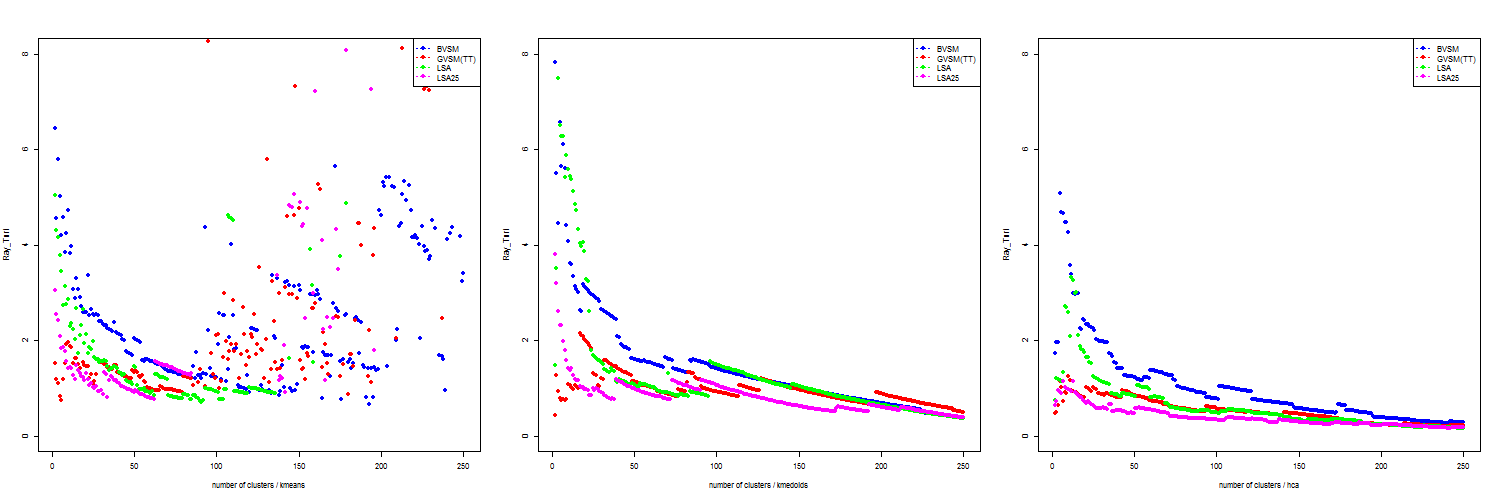 8
6
4
2
0
Ray_Turi
BVSM
GVSM(TT)
LSA
LSA25
0 50 100 150 200 250
number of clusters / kmeans
8
6
4
2
0
Ray_Turi
BVSM
GVSM(TT)
LSA
LSA25
0 50 100 150 200 250
number of clusters / kmedoids
8
6
4
2
0
Ray_Turi
BVSM
GVSM(TT)
LSA
LSA25
0 50 100 150 200 250
number of clusters / hca